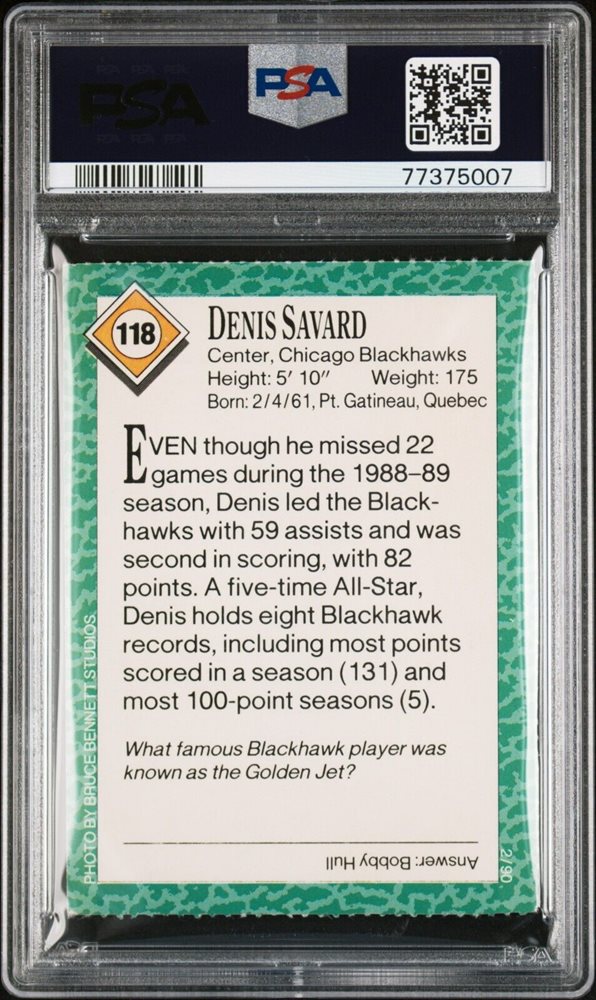 PSA
PSA
77375007
118
DENIS SAVARD
Center, Chicago Blackhawks
Height: 5′ 10″ Weight: 175
Born: 2/4/61, Pt. Gatineau, Quebec
EVEN though he missed 22
games during the 1988–89
season, Denis led the Black-
hawks with 59 assists and was
second in scoring, with 82
points. A five-time All-Star,
Denis holds eight Blackhawk
records, including most points
scored in a season (131) and
most 100-point seasons (5).
What famous Blackhawk player was
known as the Golden Jet?
Answer: Bobby Hull
PHOTO BY BRUCE BENNETT STUDIOS
2/90
PSA